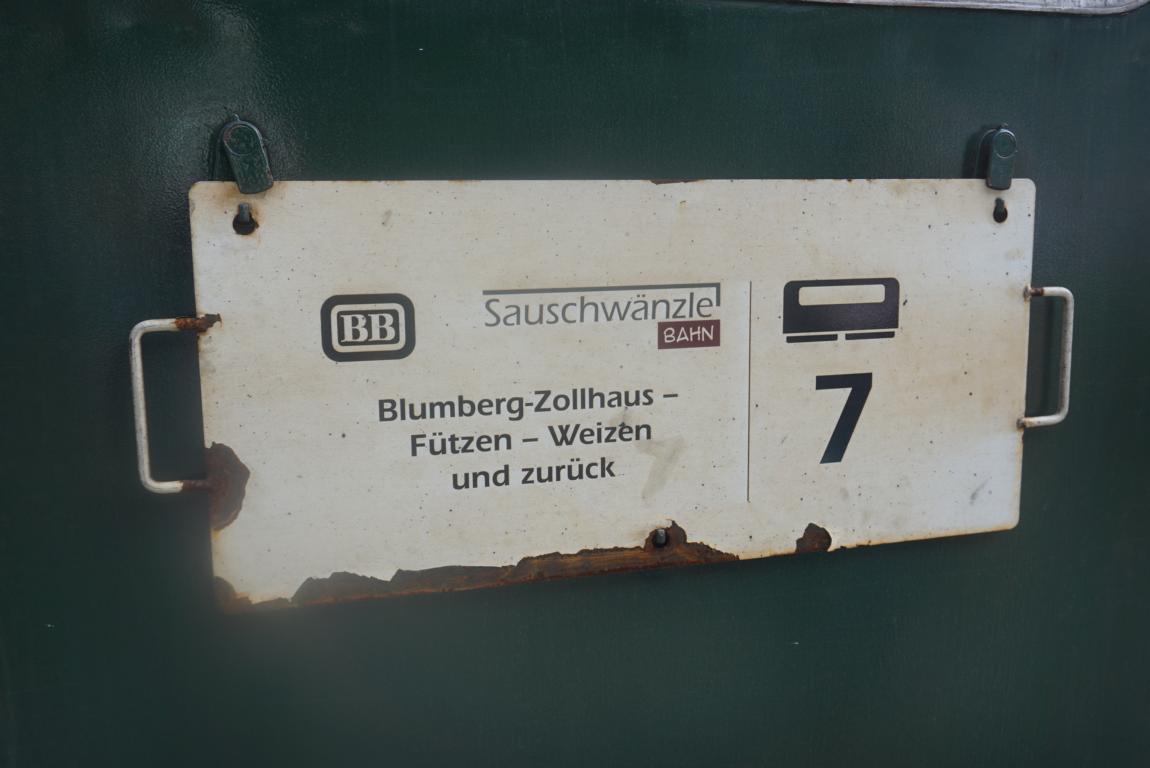 BB
Sauschwänzle
BAHN
Blumberg-Zollhaus –
Fützen – Weizen
und zurück
7